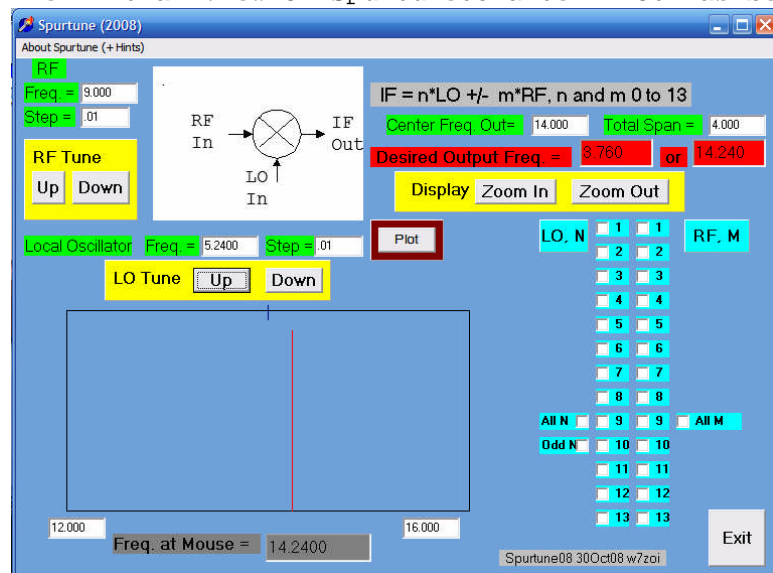 Spurtune (2008)
About Spurtune (+ Hints)
RF
Freq. = 9.000
Step = .01
RF Tune
Up Down
RF In
IF Out
LO In
IF = n*LO +/- m*RF, n and m 0 to 13
Center Freq. Out= 14.000 Total Span = 4.000
Desired Output Freq. = 3.760 or 14.240
Display Zoom In Zoom Out
Local Oscillator Freq. = 5.2400 Step = .01
Plot
LO Tune Up Down
LO, N
RF, M
1 1
2 2
3 3
4 4
5 5
6 6
7 7
8 8
All N 9 9 All M
Odd N 10 10
11 11
12 12
13 13
12.000
16.000
Freq. at Mouse = 14.2400
Spurtune08 30Oct08 w7zoi
Exit